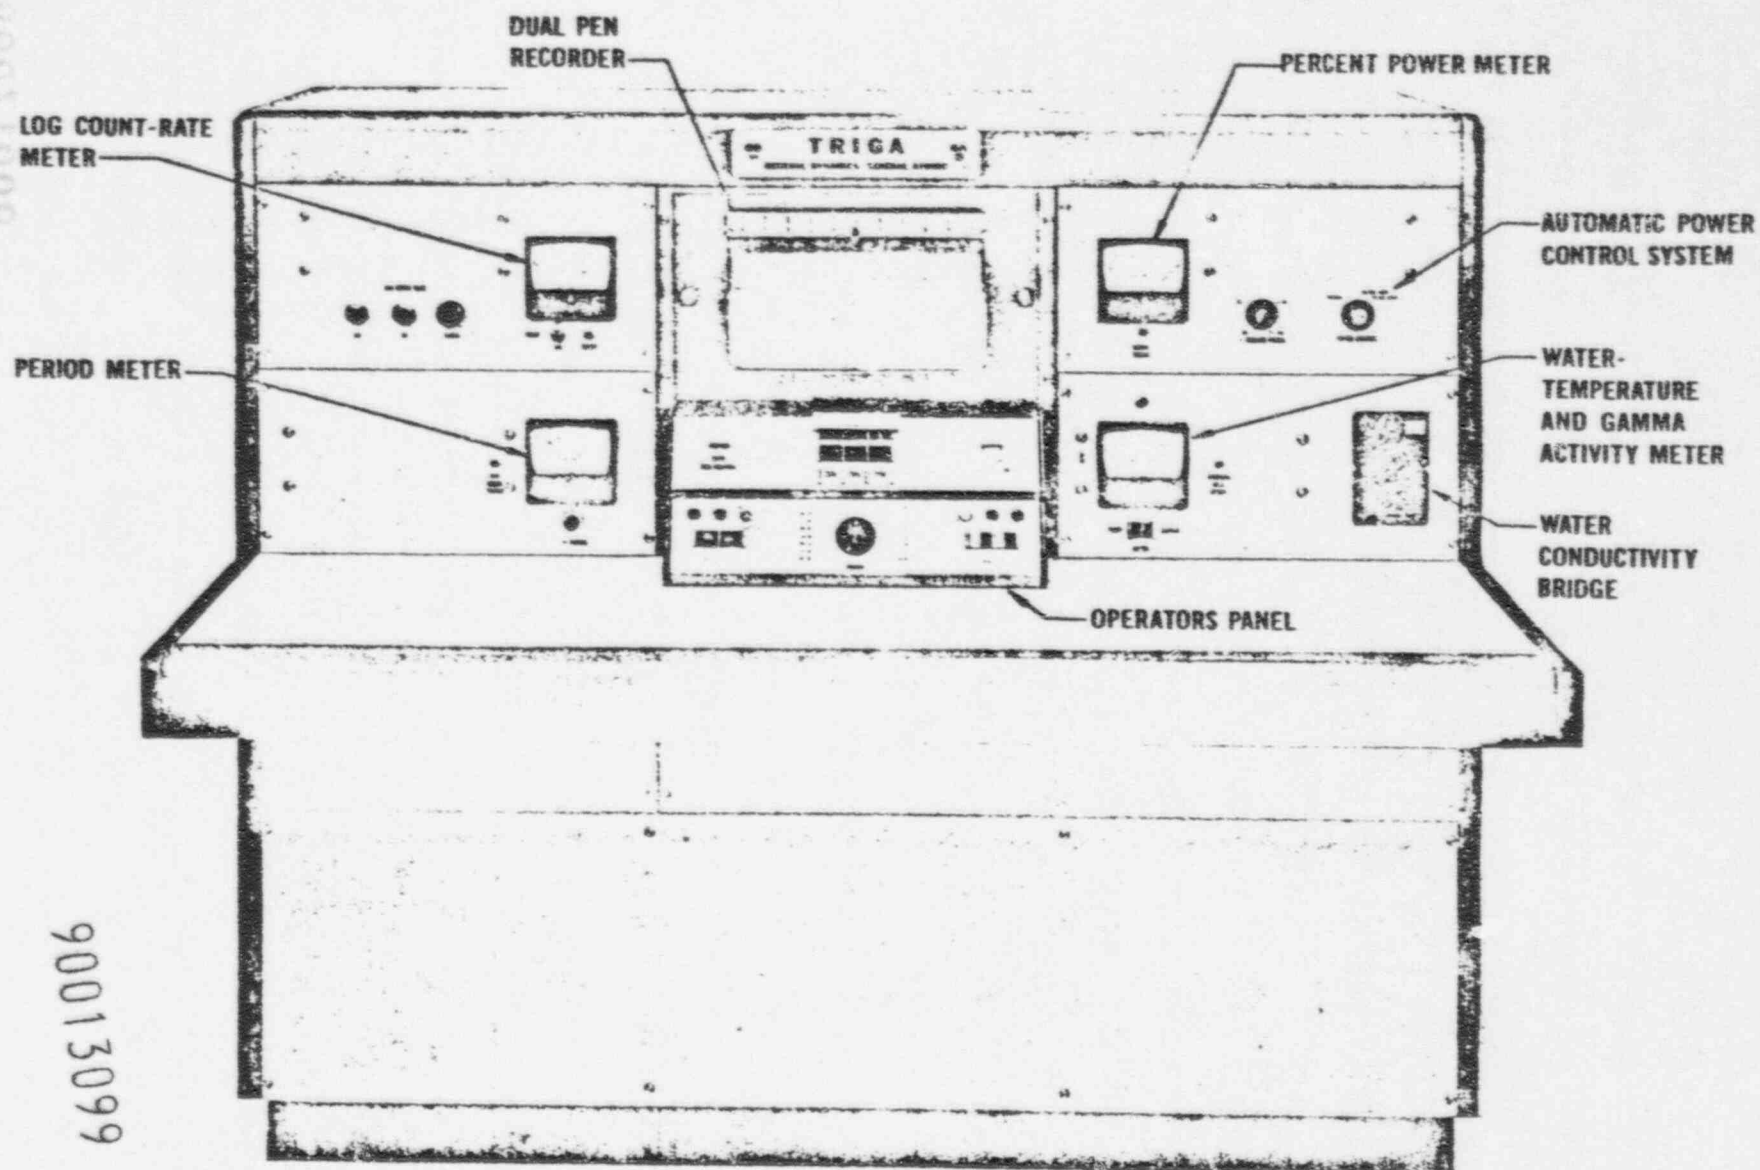 DUAL PEN
RECORDER
PERCENT POWER METER
LOG COUNT-RATE
METER
TRIGA
AUTOMATIC POWER
CONTROL SYSTEM
PERIOD METER
WATER-
TEMPERATURE
AND GAMMA
ACTIVITY METER
WATER
CONDUCTIVITY
BRIDGE
OPERATORS PANEL
90013099